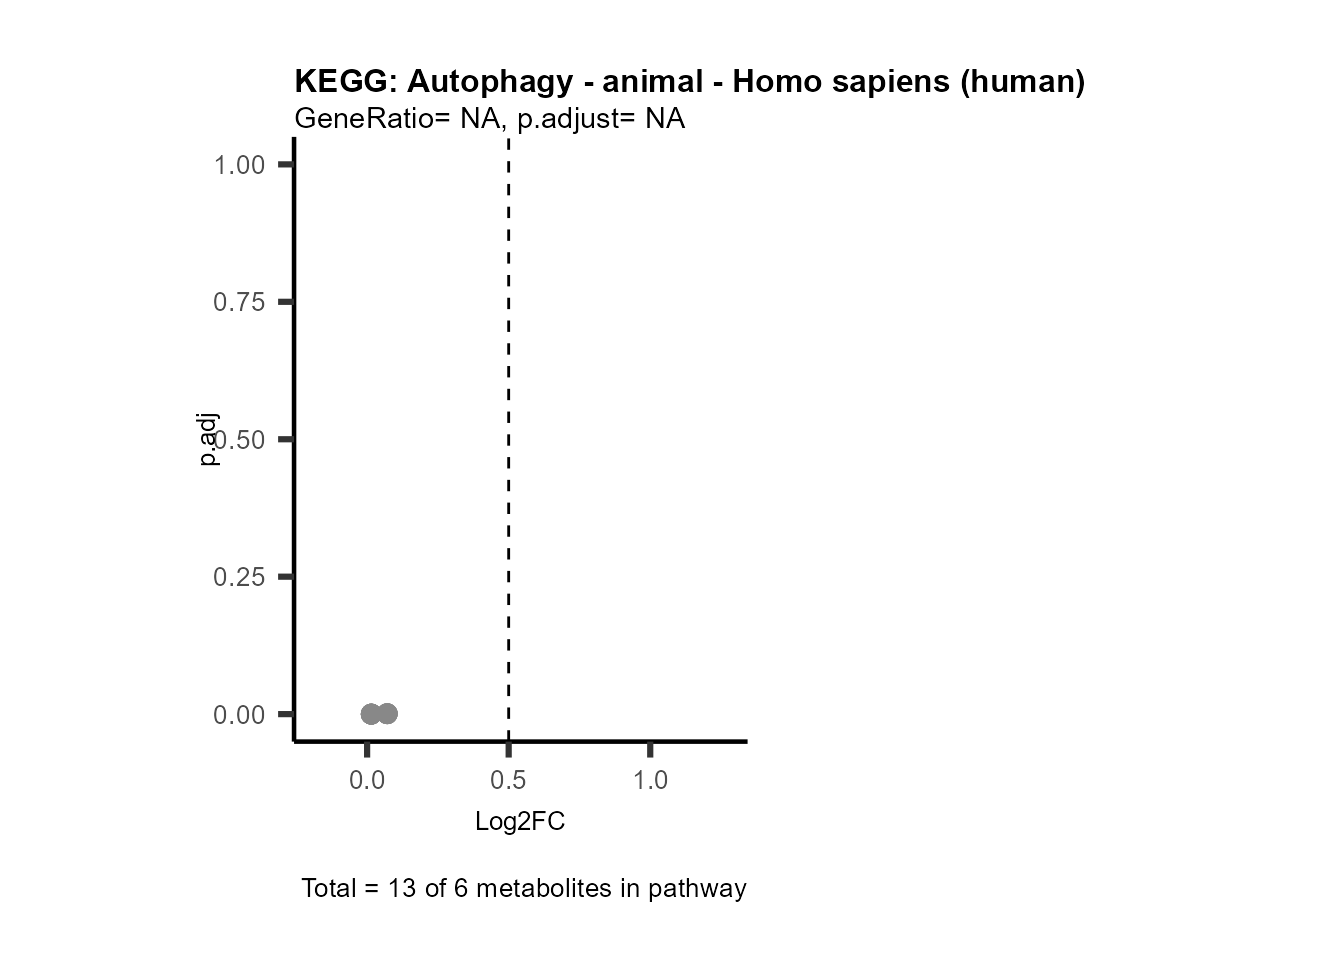 KEGG: Autophagy - animal - Homo sapiens (human)
GeneRatio= NA, p.adjust= NA
1.00
0.75
p.adj
0.50
0.25
0.00
0.0 0.5 1.0
Log2FC
Total = 13 of 6 metabolites in pathway